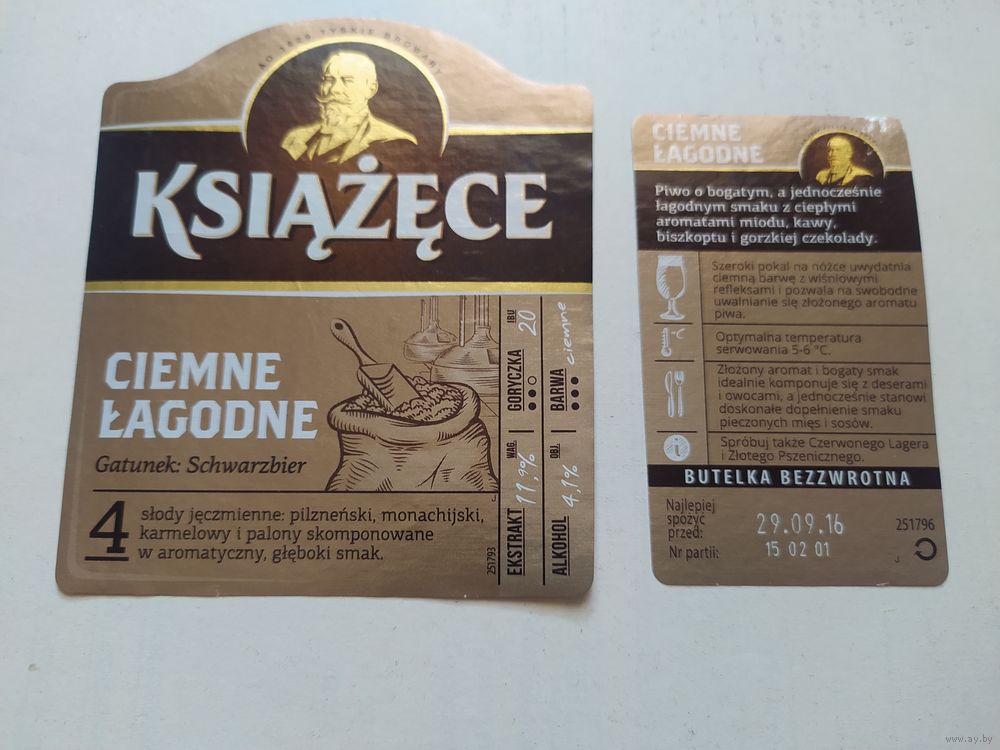 AD 1629 TYSKIE BROWARY
KSIĄŻĘCE
CIEMNE
ŁAGODNE
Gatunek: Schwarzbier
4 słody jęczmienne: pilzneński, monachijski,
karmelowy i palony skomponowane
w aromatyczny, głęboki smak.
251793
EKSTRAKT 11,9% WAG. | GORYCZKA 20 IBU
ALKOHOL 4,1% OBJ. | BARWA ciemne
CIEMNE
ŁAGODNE
Piwo o bogatym, a jednocześnie
łagodnym smaku z ciepłymi
aromatami miodu, kawy,
biszkoptu i gorzkiej czekolady.
Szeroki pokal na nóżce uwydatnia
ciemną barwę z wiśniowymi
refleksami i pozwala na swobodne
uwalnianie się złożonego aromatu
piwa.
°C
Optymalna temperatura
serwowania 5-6 °C.
Złożony aromat i bogaty smak
idealnie komponuje się z deserami
i owocami, a jednocześnie stanowi
doskonałe dopełnienie smaku
pieczonych mięs i sosów.
i
Spróbuj także Czerwonego Lagera
i Złotego Pszenicznego.
BUTELKA BEZZWROTNA
Najlepiej
spożyć
przed: 29.09.16
251796
Nr partii: 15 02 01
J
www.ay.by